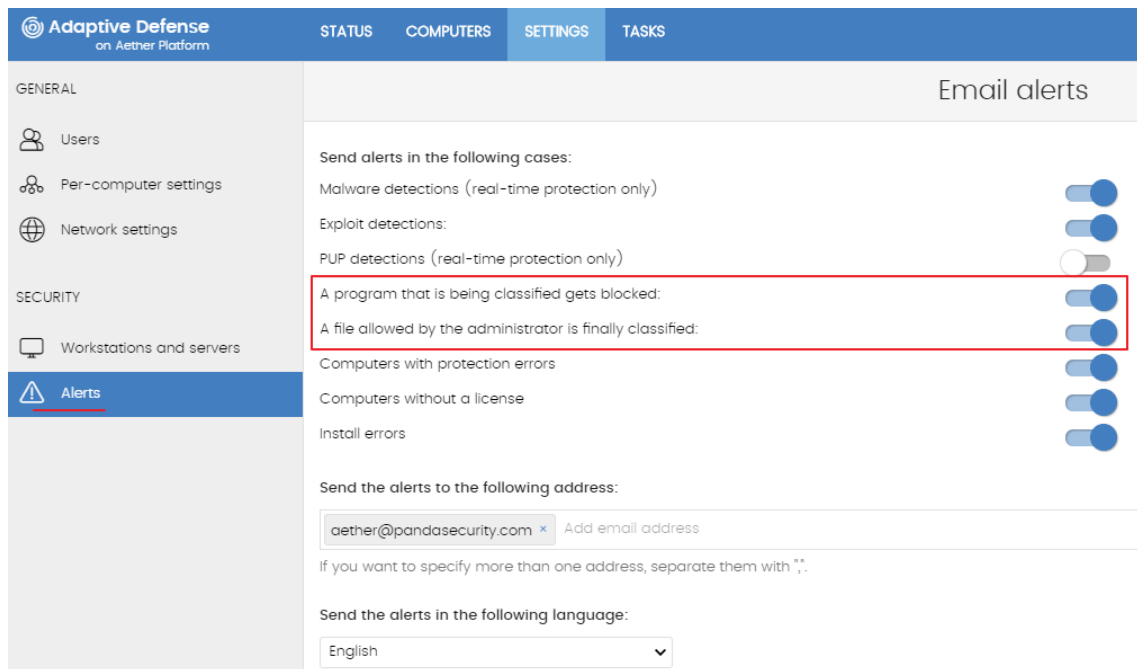 Adaptive Defense
on Aether Platform
STATUS COMPUTERS SETTINGS TASKS
GENERAL
Users
Per-computer settings
Network settings
SECURITY
Workstations and servers
Alerts
Email alerts
Send alerts in the following cases:
Malware detections (real-time protection only)
Exploit detections:
PUP detections (real-time protection only)
A program that is being classified gets blocked:
A file allowed by the administrator is finally classified:
Computers with protection errors
Computers without a license
Install errors
Send the alerts to the following address:
aether@pandasecurity.com × Add email address
If you want to specify more than one address, separate them with ",".
Send the alerts in the following language:
English